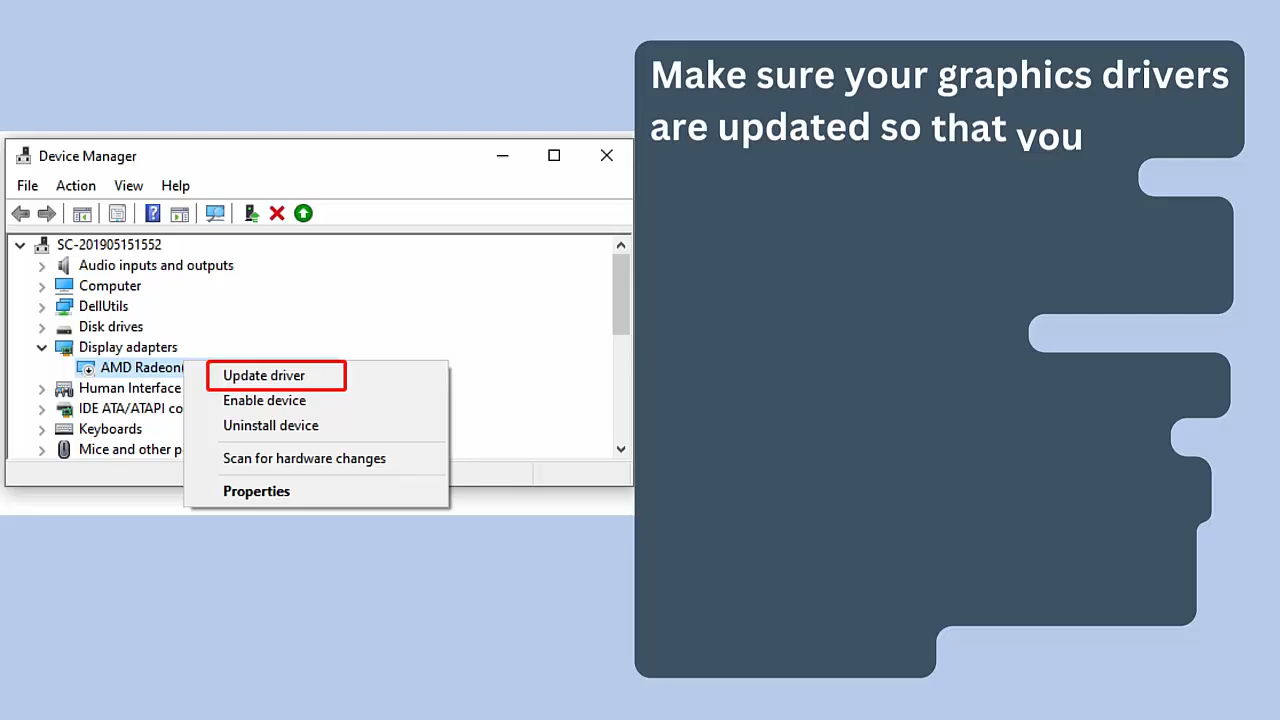 Make sure your graphics drivers
are updated so that you
Device Manager
File Action View Help
SC-201905151552
Audio inputs and outputs
Computer
DellUtils
Disk drives
Display adapters
AMD Radeon(
Human Interface
IDE ATA/ATAPI co
Keyboards
Mice and other p
Update driver
Enable device
Uninstall device
Scan for hardware changes
Properties